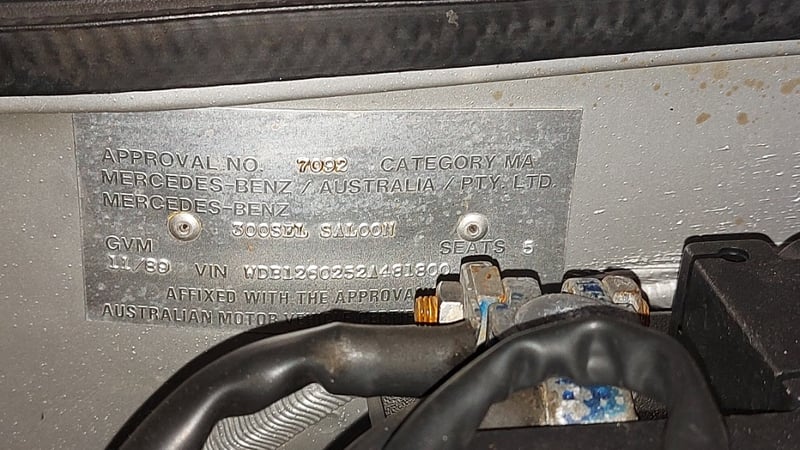 APPROVAL NO. 7092 CATEGORY MA
MERCEDES-BENZ / AUSTRALIA / PTY. LTD.
MERCEDES-BENZ
300SEL SALOON
GVM SEATS 5
11/89 VIN WDB1260252A481800
AFFIXED WITH THE APPROVAL
AUSTRALIAN MOTOR